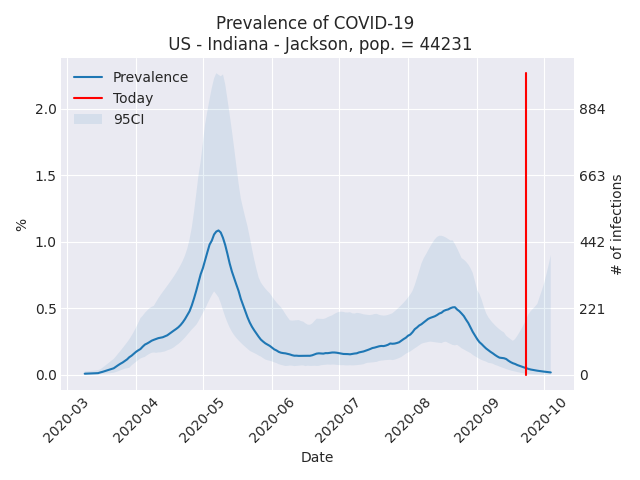 Prevalence of COVID-19
US - Indiana - Jackson, pop. = 44231
Prevalence
Today
95CI
2.0
1.5
1.0
0.5
0.0
%
884
663
442
221
0
# of infections
2020-03
2020-04
2020-05
2020-06
2020-07
2020-08
2020-09
2020-10
Date